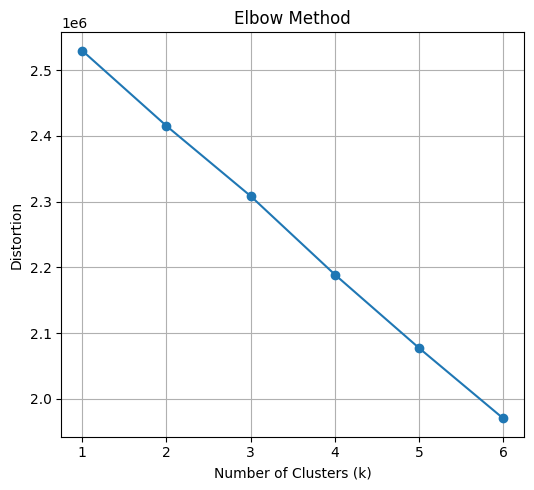 Elbow Method
1e6
2.5
2.4
2.3
2.2
2.1
2.0
Distortion
1 2 3 4 5 6
Number of Clusters (k)